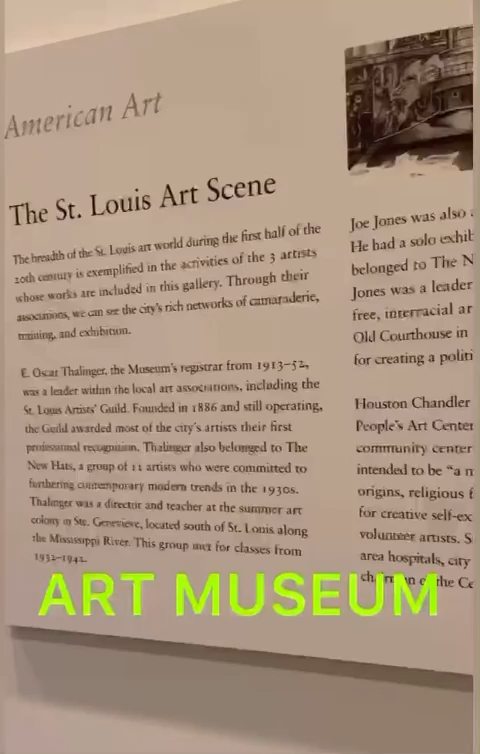 American Art
The St. Louis Art Scene
The breadth of the St. Louis art world during the first half of the
20th century is exemplified in the activities of the 3 artists
whose works are included in this gallery. Through their
associations, we can see the city's rich networks of camaraderie,
training, and exhibition.
E. Oscar Thalinger, the Museum's registrar from 1913–52,
was a leader within the local art associations, including the
St. Louis Artists' Guild. Founded in 1886 and still operating,
the Guild awarded most of the city's artists their first
professional recognition. Thalinger also belonged to The
New Hats, a group of 11 artists who were committed to
furthering contemporary modern trends in the 1930s.
Thalinger was a director and teacher at the summer art
colony in Ste. Genevieve, located south of St. Louis along
the Mississippi River. This group met for classes from
1932–1942.
Joe Jones was also
He had a solo exhib
belonged to The N
Jones was a leader
free, interracial ar
Old Courthouse in
for creating a politi
Houston Chandler
People's Art Center
community center
intended to be "a m
origins, religious f
for creative self-ex
volunteer artists. S
area hospitals, city
chairman of the Ce
ART MUSEUM